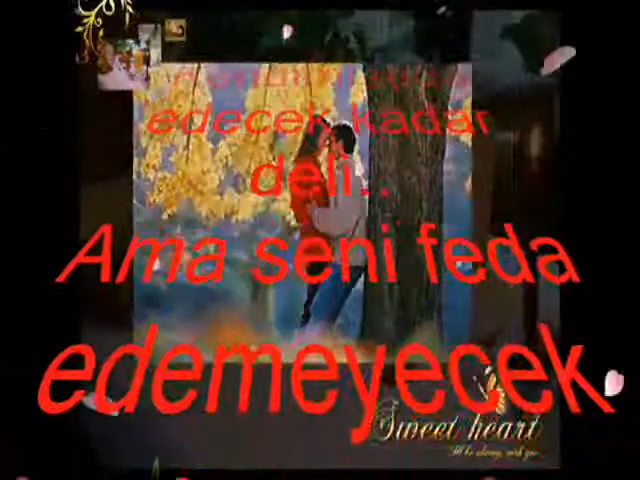 edecek kadar
deli..
Ama seni feda
edemeyecek
Sweet heart